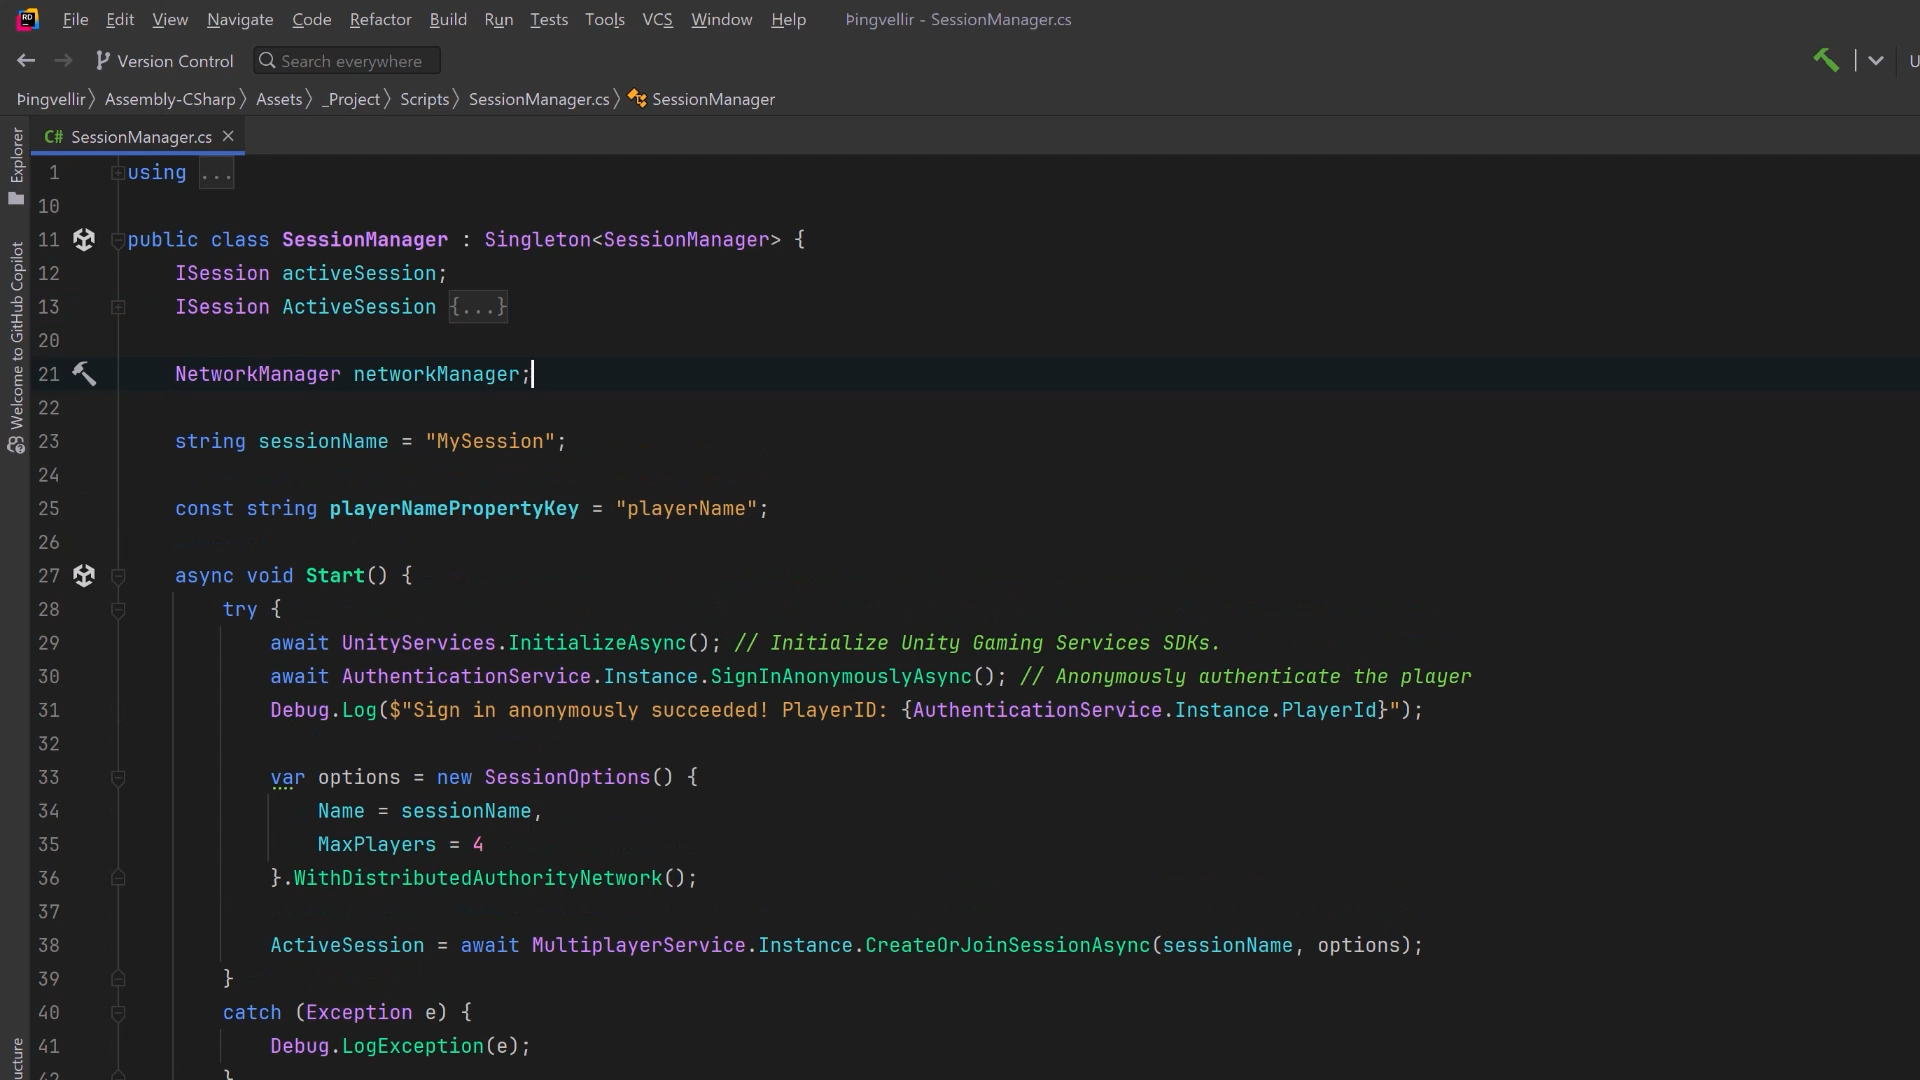 RD File Edit View Navigate Code Refactor Build Run Tests Tools VCS Window Help Þingvellir - SessionManager.cs
Version Control Search everywhere U
Þingvellir Assembly-CSharp Assets _Project Scripts SessionManager.cs SessionManager
C# SessionManager.cs
Explorer
Welcome to GitHub Copilot
ucture
1 using ...
10
11 public class SessionManager : Singleton<SessionManager> {
12 ISession activeSession;
13 ISession ActiveSession {...}
20
21 NetworkManager networkManager;
22
23 string sessionName = "MySession";
24
25 const string playerNamePropertyKey = "playerName";
26
27 async void Start() {
28 try {
29 await UnityServices.InitializeAsync(); // Initialize Unity Gaming Services SDKs.
30 await AuthenticationService.Instance.SignInAnonymouslyAsync(); // Anonymously authenticate the player
31 Debug.Log($"Sign in anonymously succeeded! PlayerID: {AuthenticationService.Instance.PlayerId}");
32
33 var options = new SessionOptions() {
34 Name = sessionName,
35 MaxPlayers = 4
36 }.WithDistributedAuthorityNetwork();
37
38 ActiveSession = await MultiplayerService.Instance.CreateOrJoinSessionAsync(sessionName, options);
39 }
40 catch (Exception e) {
41 Debug.LogException(e);
42 }